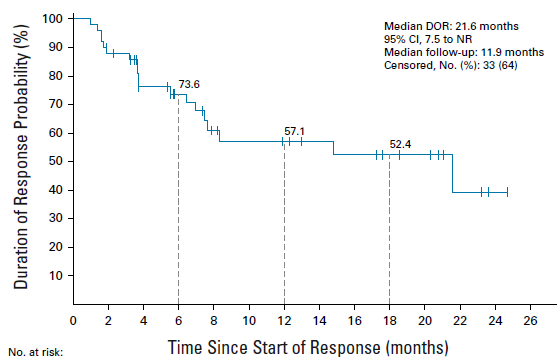 Duration of Response Probability (%)
100
90
80
70
60
50
40
30
20
10
Median DOR: 21.6 months
95% CI, 7.5 to NR
Median follow-up: 11.9 months
Censored, No. (%): 33 (64)
73.6
57.1
52.4
0 2 4 6 8 10 12 14 16 18 20 22 24 26
Time Since Start of Response (months)
No. at risk: